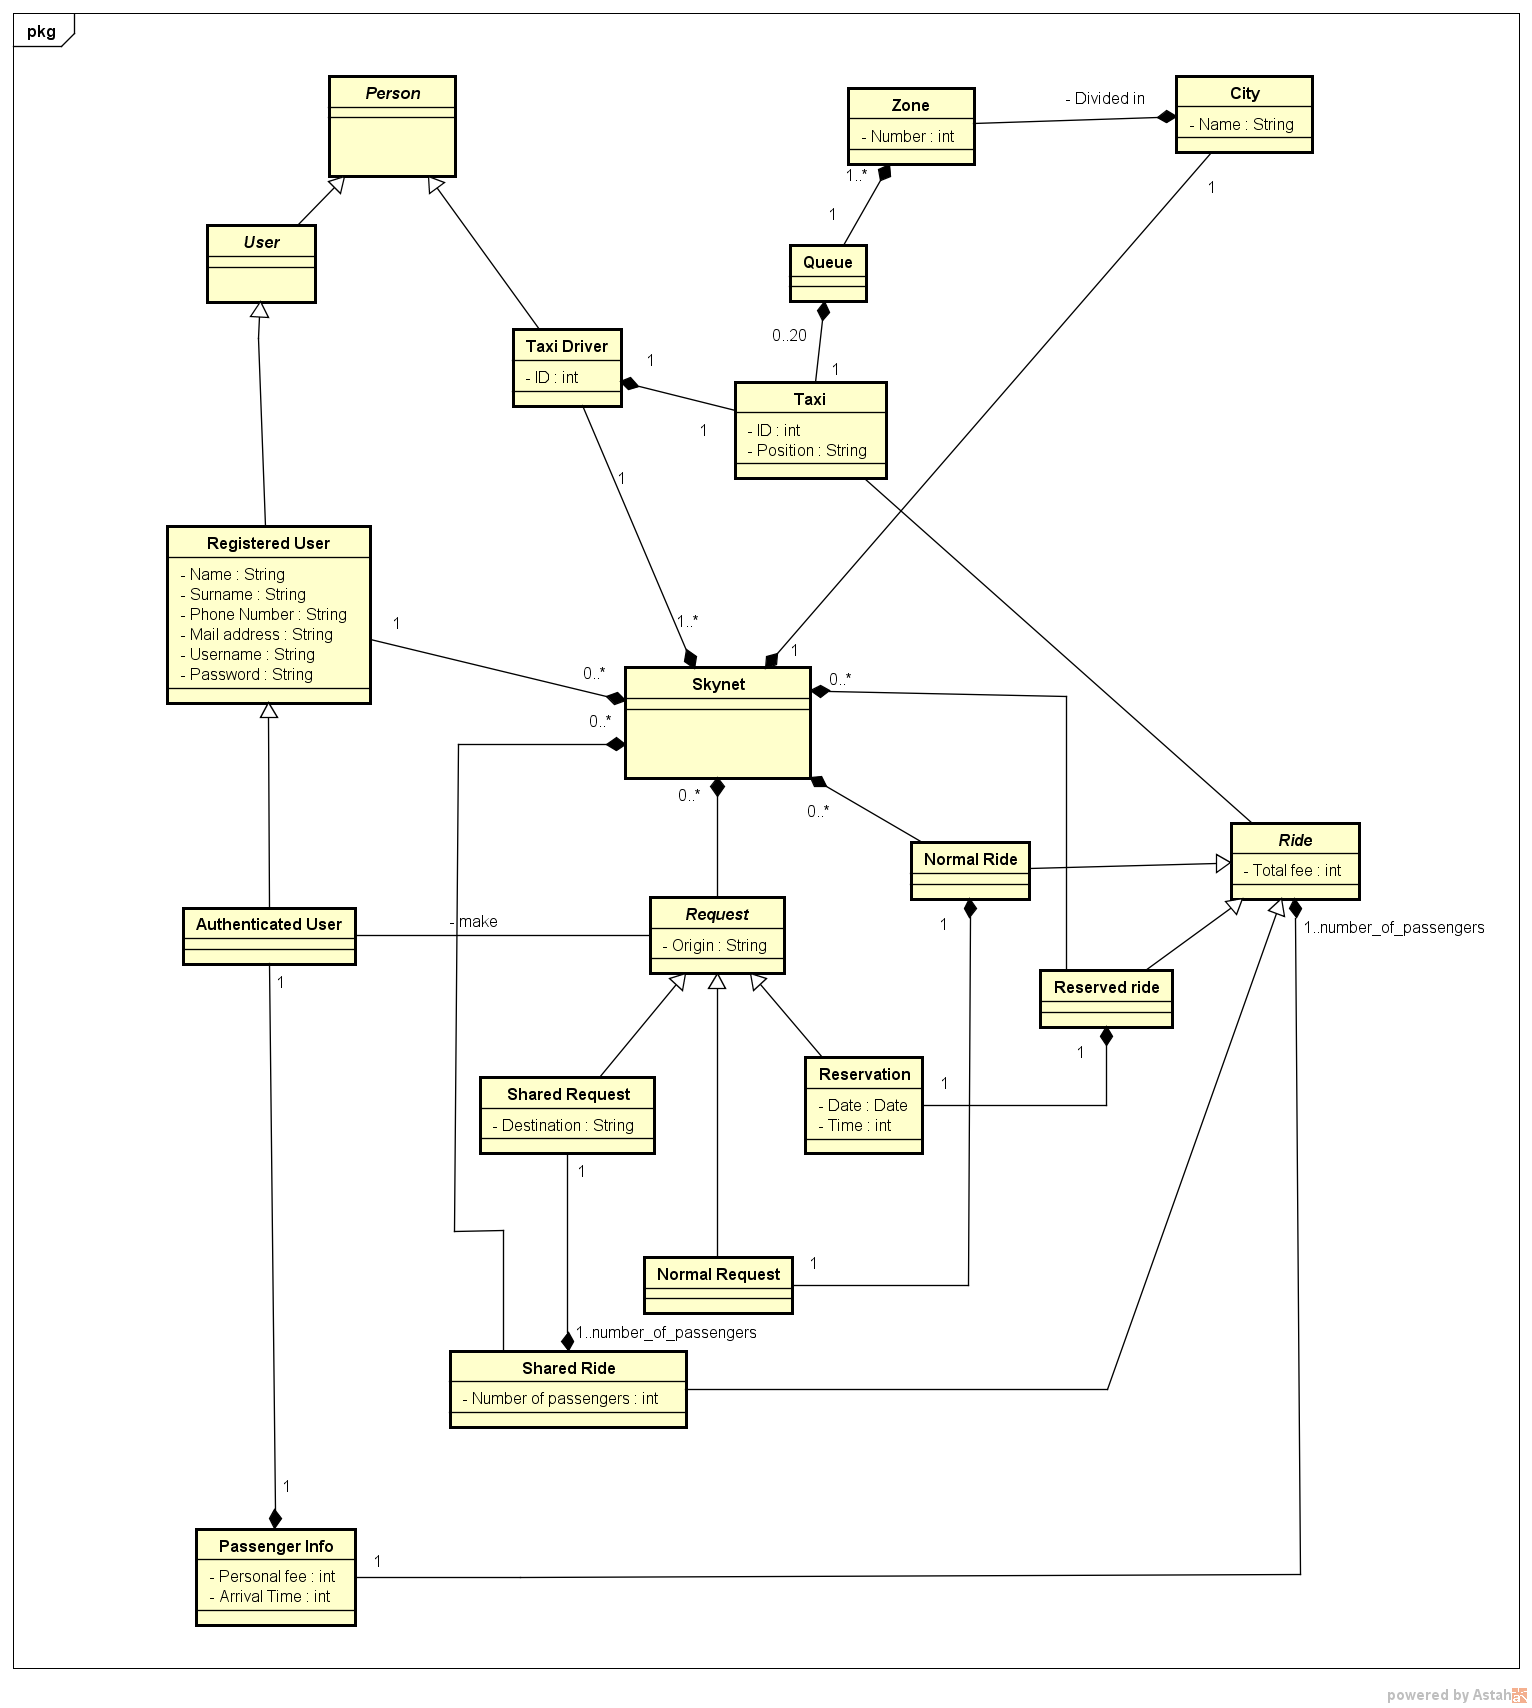 pkg
Person
Zone
- Number : int
- Divided in
City
- Name : String
1..*
1
1
User
Queue
Taxi Driver
- ID : int
0..20
1
1
1
Taxi
- ID : int
- Position : String
1
Registered User
- Name : String
- Surname : String
- Phone Number : String
- Mail address : String
- Username : String
- Password : String
1
1..*
1
0..*
0..*
0..*
Skynet
0..*
0..*
Normal Ride
Ride
- Total fee : int
1..number_of_passengers
Authenticated User
- make
Request
- Origin : String
1
1
Reserved ride
1
Shared Request
- Destination : String
Reservation
- Date : Date
- Time : int
1
1
Normal Request
1
1..number_of_passengers
Shared Ride
- Number of passengers : int
1
Passenger Info
- Personal fee : int
- Arrival Time : int
1
powered by Astah